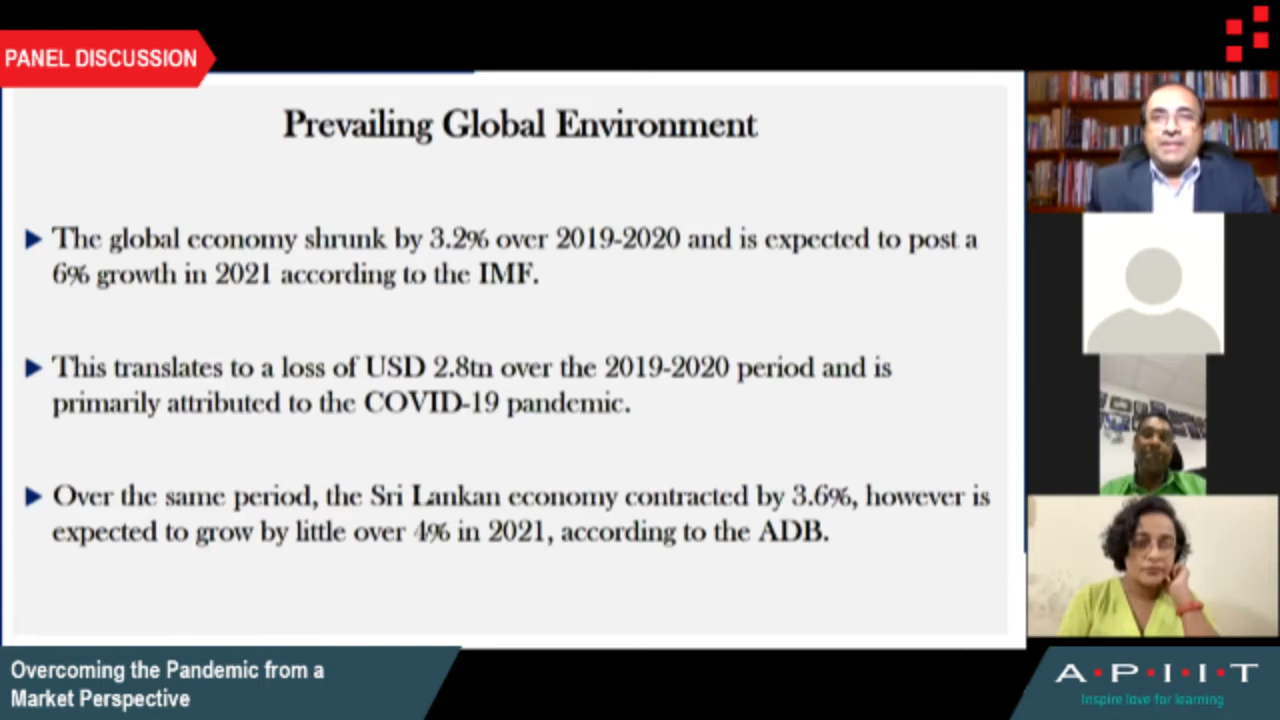 PANEL DISCUSSION
Prevailing Global Environment
The global economy shrunk by 3.2% over 2019-2020 and is expected to post a
6% growth in 2021 according to the IMF.
This translates to a loss of USD 2.8tn over the 2019-2020 period and is
primarily attributed to the COVID-19 pandemic.
Over the same period, the Sri Lankan economy contracted by 3.6%, however is
expected to grow by little over 4% in 2021, according to the ADB.
Overcoming the Pandemic from a
Market Perspective
A·P·I·I·T
Inspire love for learning